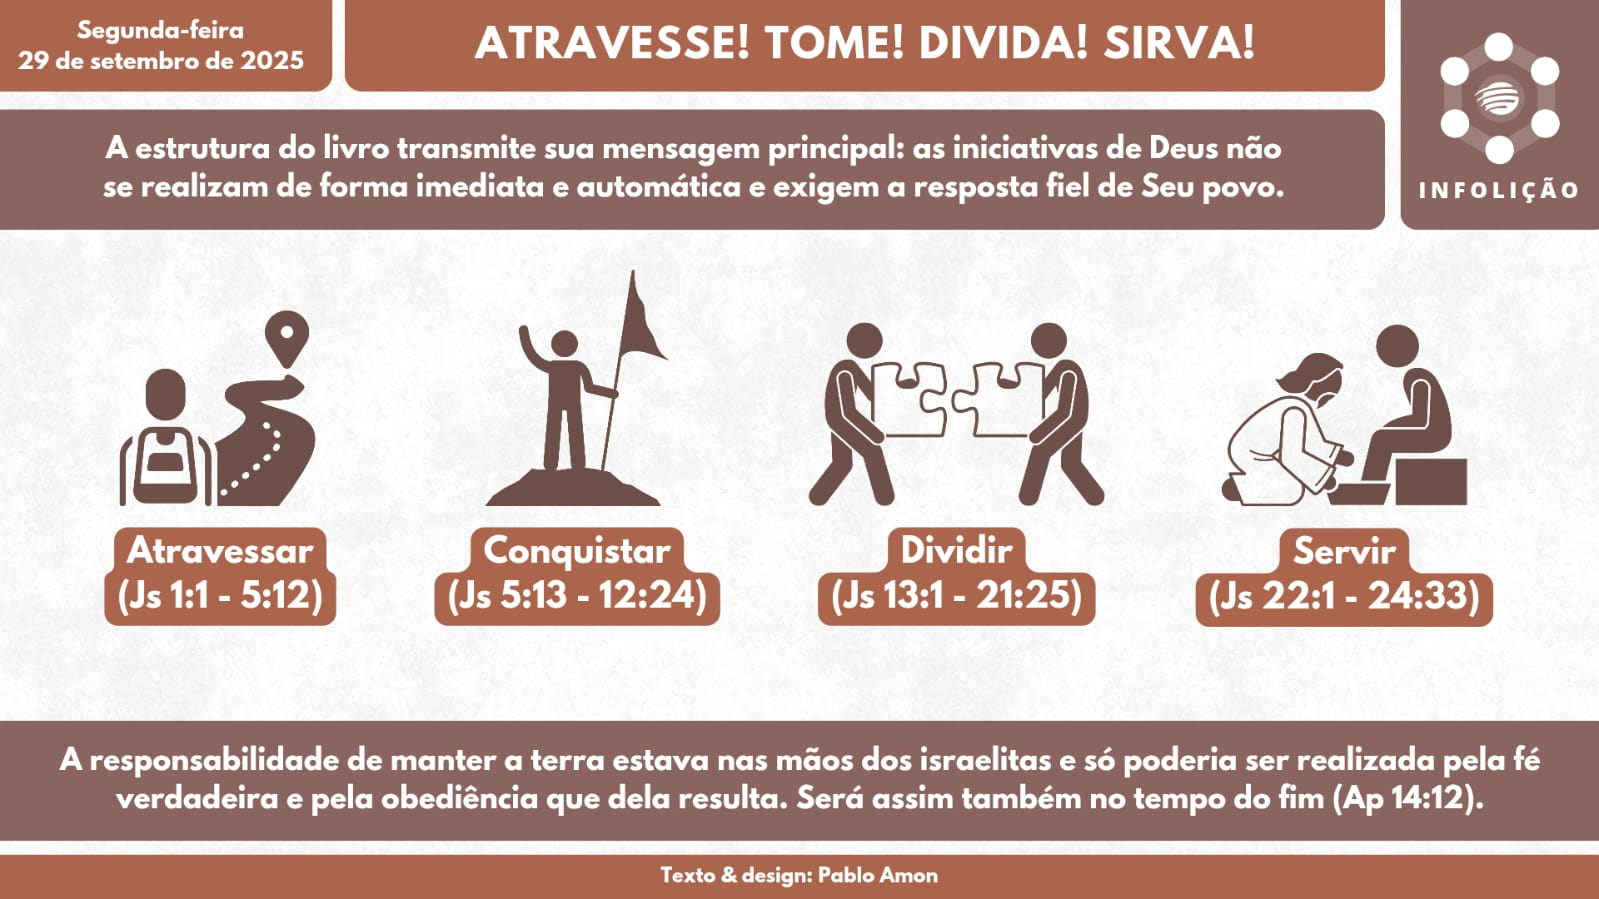 Segunda-feira
29 de setembro de 2025
ATRAVESSE! TOME! DIVIDA! SIRVA!
INFOLIÇÃO
A estrutura do livro transmite sua mensagem principal: as iniciativas de Deus não
se realizam de forma imediata e automática e exigem a resposta fiel de Seu povo.
Atravessar
(Js 1:1 - 5:12)
Conquistar
(Js 5:13 - 12:24)
Dividir
(Js 13:1 - 21:25)
Servir
(Js 22:1 - 24:33)
A responsabilidade de manter a terra estava nas mãos dos israelitas e só poderia ser realizada pela fé
verdadeira e pela obediência que dela resulta. Será assim também no tempo do fim (Ap 14:12).
Texto & design: Pablo Amon